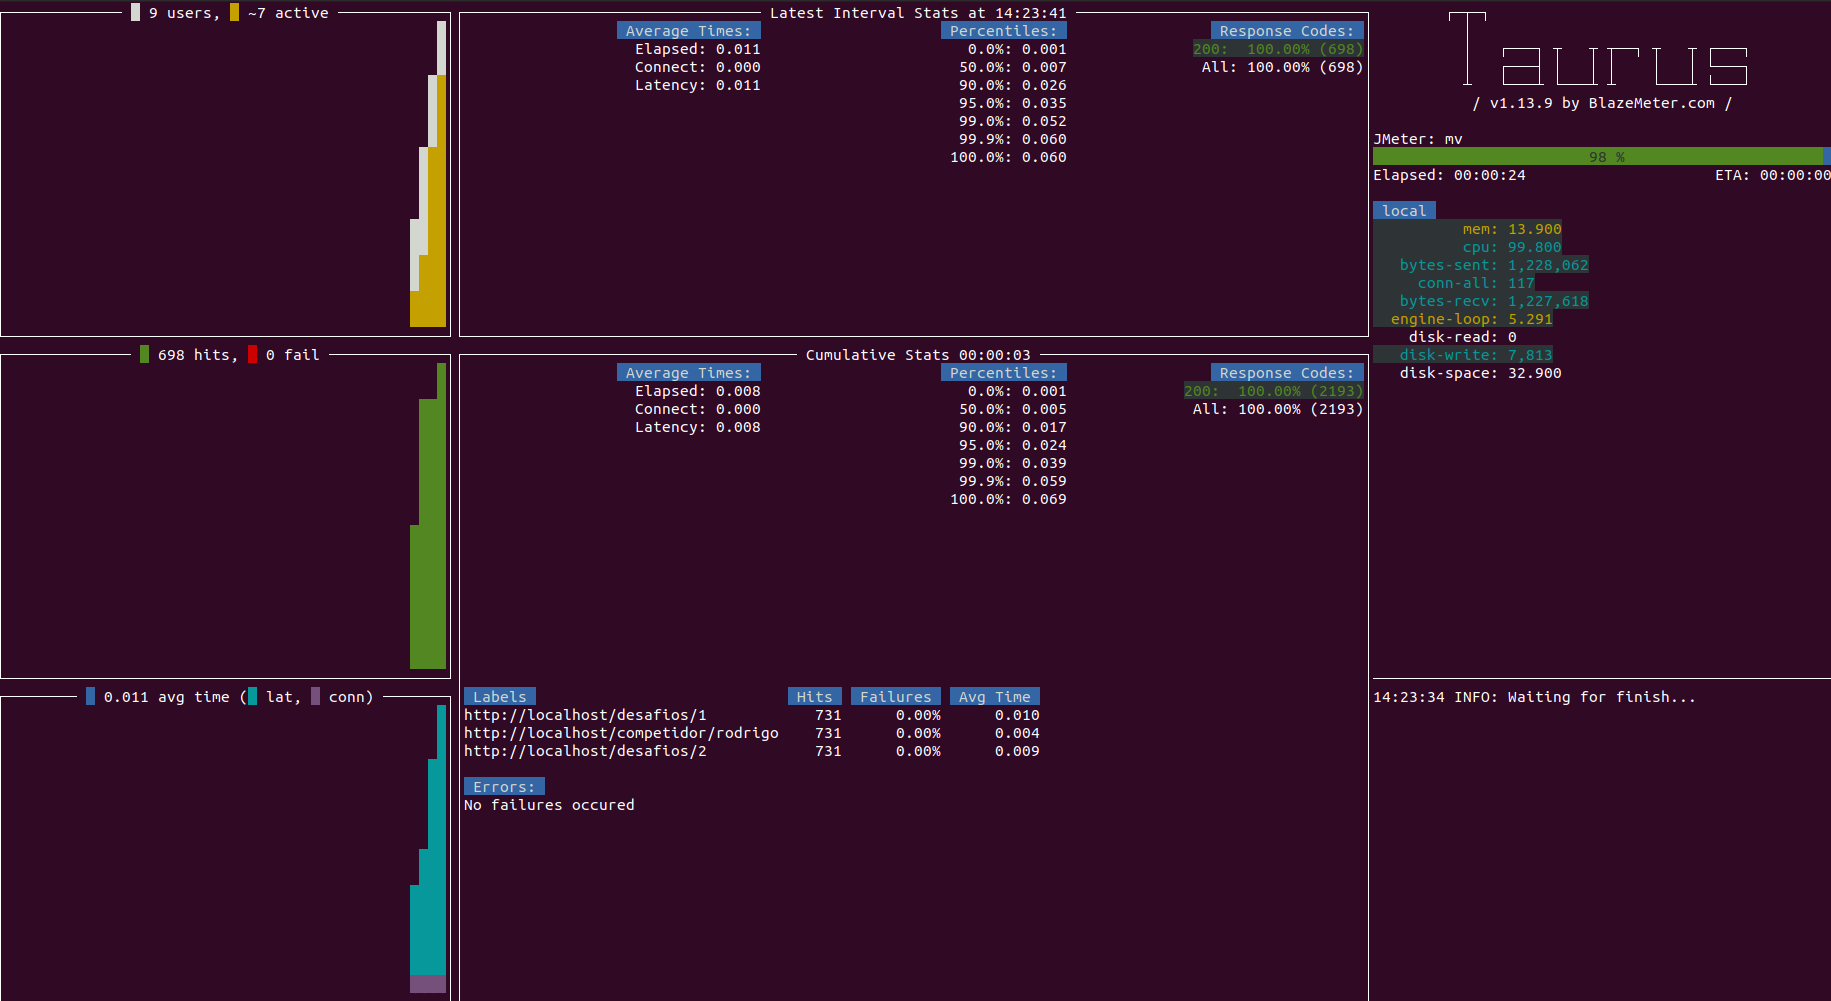 9 users, ~7 active
698 hits, 0 fail
0.011 avg time ( lat, conn)
Latest Interval Stats at 14:23:41
Average Times:
Elapsed: 0.011
Connect: 0.000
Latency: 0.011
Percentiles:
0.0%: 0.001
50.0%: 0.007
90.0%: 0.026
95.0%: 0.035
99.0%: 0.052
99.9%: 0.060
100.0%: 0.060
Response Codes:
200: 100.00% (698)
All: 100.00% (698)
Cumulative Stats 00:00:03
Average Times:
Elapsed: 0.008
Connect: 0.000
Latency: 0.008
Percentiles:
0.0%: 0.001
50.0%: 0.005
90.0%: 0.017
95.0%: 0.024
99.0%: 0.039
99.9%: 0.059
100.0%: 0.069
Response Codes:
200: 100.00% (2193)
All: 100.00% (2193)
Labels Hits Failures Avg Time
http://localhost/desafios/1 731 0.00% 0.010
http://localhost/competidor/rodrigo 731 0.00% 0.004
http://localhost/desafios/2 731 0.00% 0.009
Errors:
No failures occured
Taurus
/ v1.13.9 by BlazeMeter.com /
JMeter: mv
98 %
Elapsed: 00:00:24 ETA: 00:00:00
local
mem: 13.900
cpu: 99.800
bytes-sent: 1,228,062
conn-all: 117
bytes-recv: 1,227,618
engine-loop: 5.291
disk-read: 0
disk-write: 7,813
disk-space: 32.900
14:23:34 INFO: Waiting for finish...